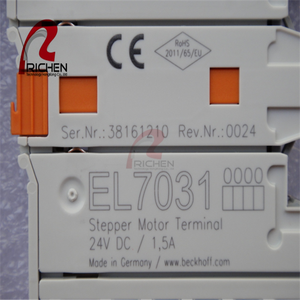 RICHEN
CE
RoHS
2011/65/EU
Ser.Nr.: 38161210 Rev.Nr.: 0024
RICHEN
EL7031 0000
Stepper Motor Terminal
24V DC / 1,5A
Made in Germany / www.beckhoff.com